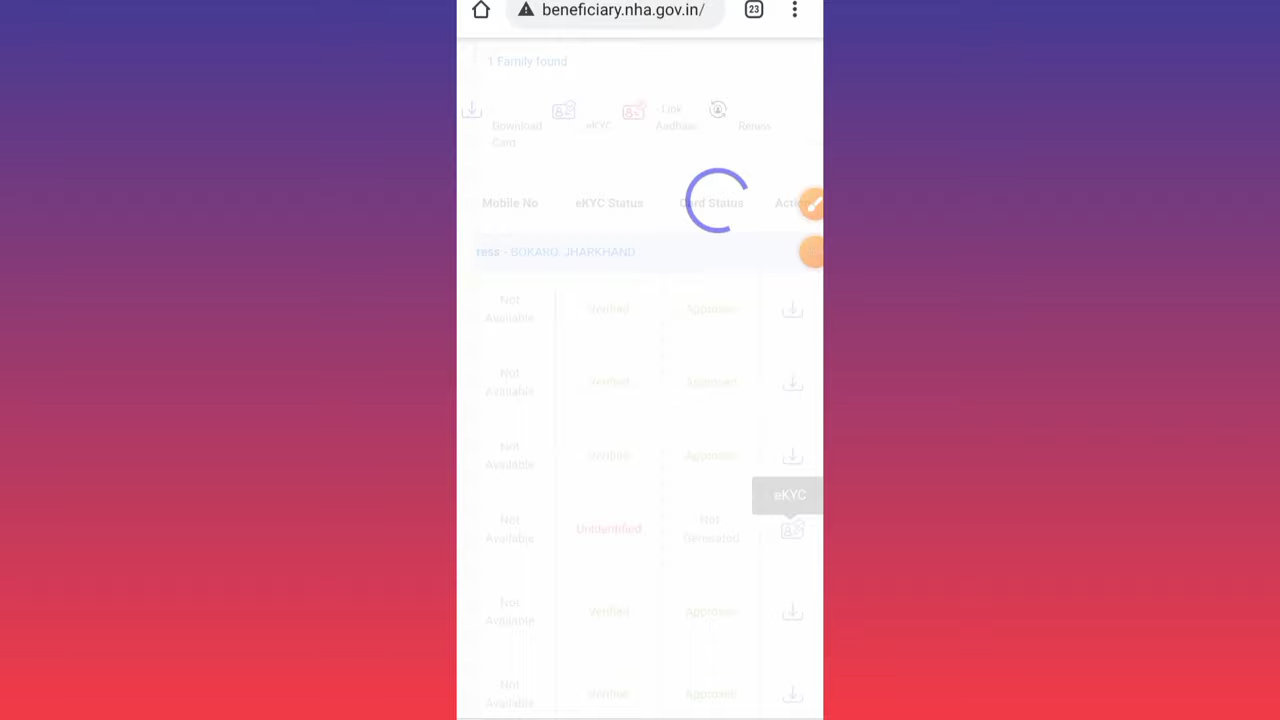 beneficiary.nha.gov.in/
23
1 Family found
Download Card
eKYC
- Link Aadhaar
Renew
Mobile No eKYC Status Card Status Action
ress - BOKARO, JHARKHAND
Not Available Verified Approved
Not Available Verified Approved
Not Available Verified Approved
eKYC
Not Available Unidentified Not Generated
Not Available Verified Approved
Not Available Verified Approved